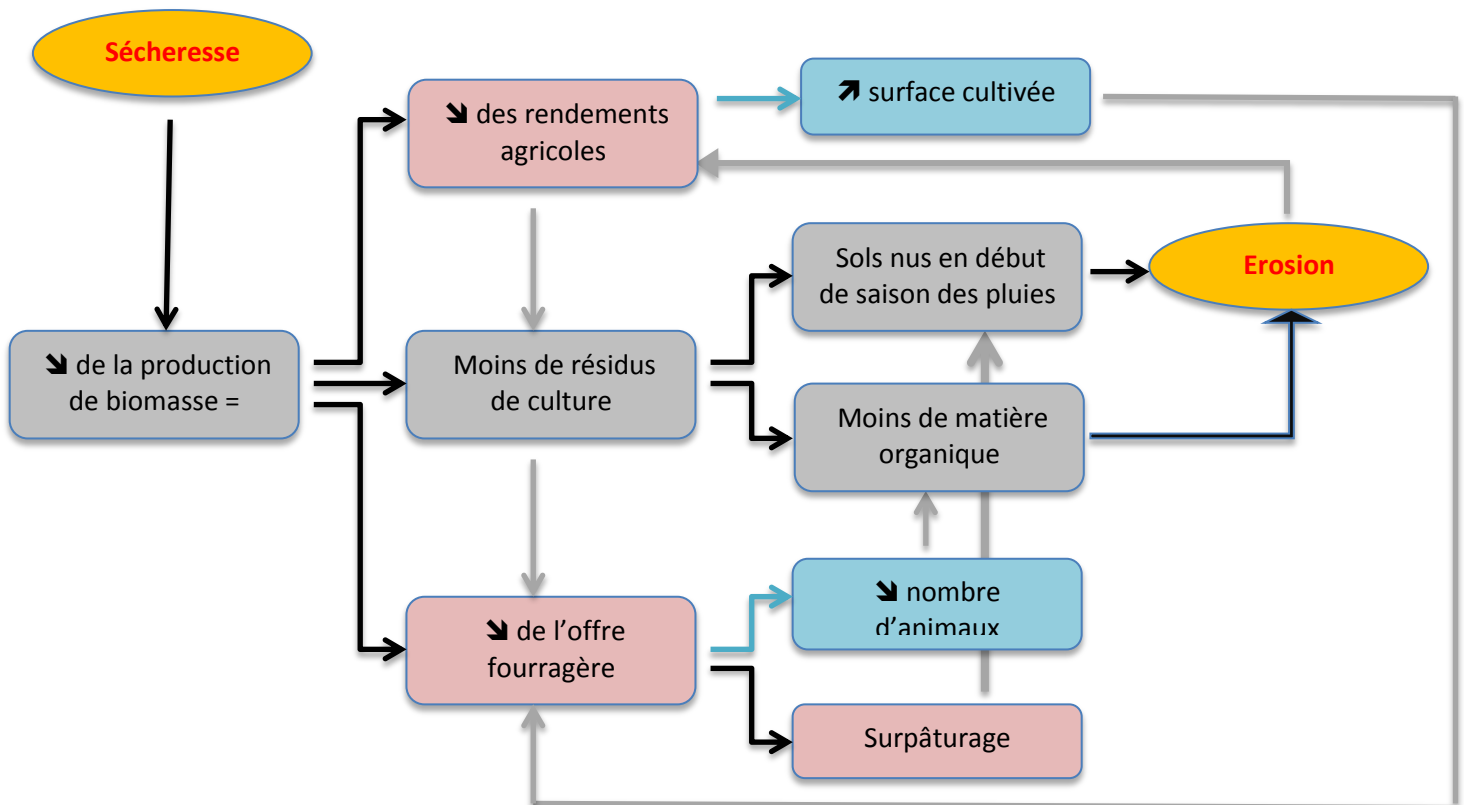 Sécheresse
↘ des rendements
agricoles
↗ surface cultivée
Sols nus en début
de saison des pluies
Erosion
↘ de la production
de biomasse =
Moins de résidus
de culture
Moins de matière
organique
↘ nombre
d’animaux
↘ de l’offre
fourragère
Surpâturage